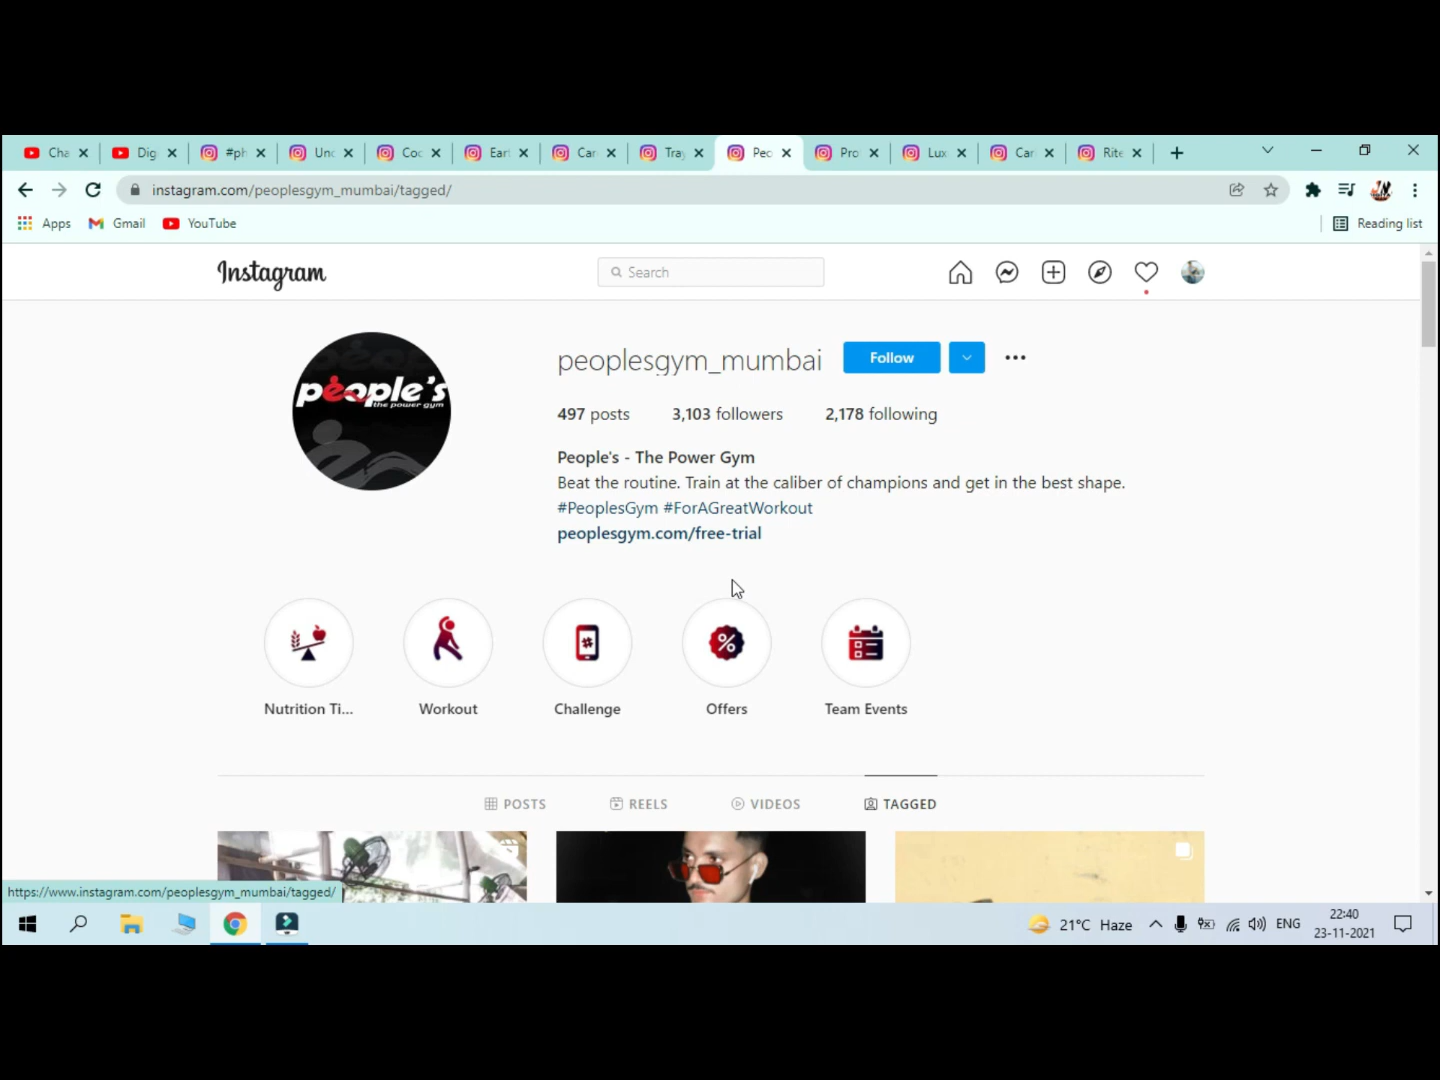 Cha
Dig
#ph
Unc
Coc
Ear
Car
Tray
Peo
Pro
Lux
Car
Rite
instagram.com/peoplesgym_mumbai/tagged/
Apps
Gmail
YouTube
Reading list
Instagram
Search
people's
the power gym
peoplesgym_mumbai
Follow
497 posts 3,103 followers 2,178 following
People's - The Power Gym
Beat the routine. Train at the caliber of champions and get in the best shape.
#PeoplesGym #ForAGreatWorkout
peoplesgym.com/free-trial
Nutrition Ti...
Workout
Challenge
Offers
Team Events
POSTS
REELS
VIDEOS
TAGGED
https://www.instagram.com/peoplesgym_mumbai/tagged/
21°C Haze
ENG
22:40
23-11-2021